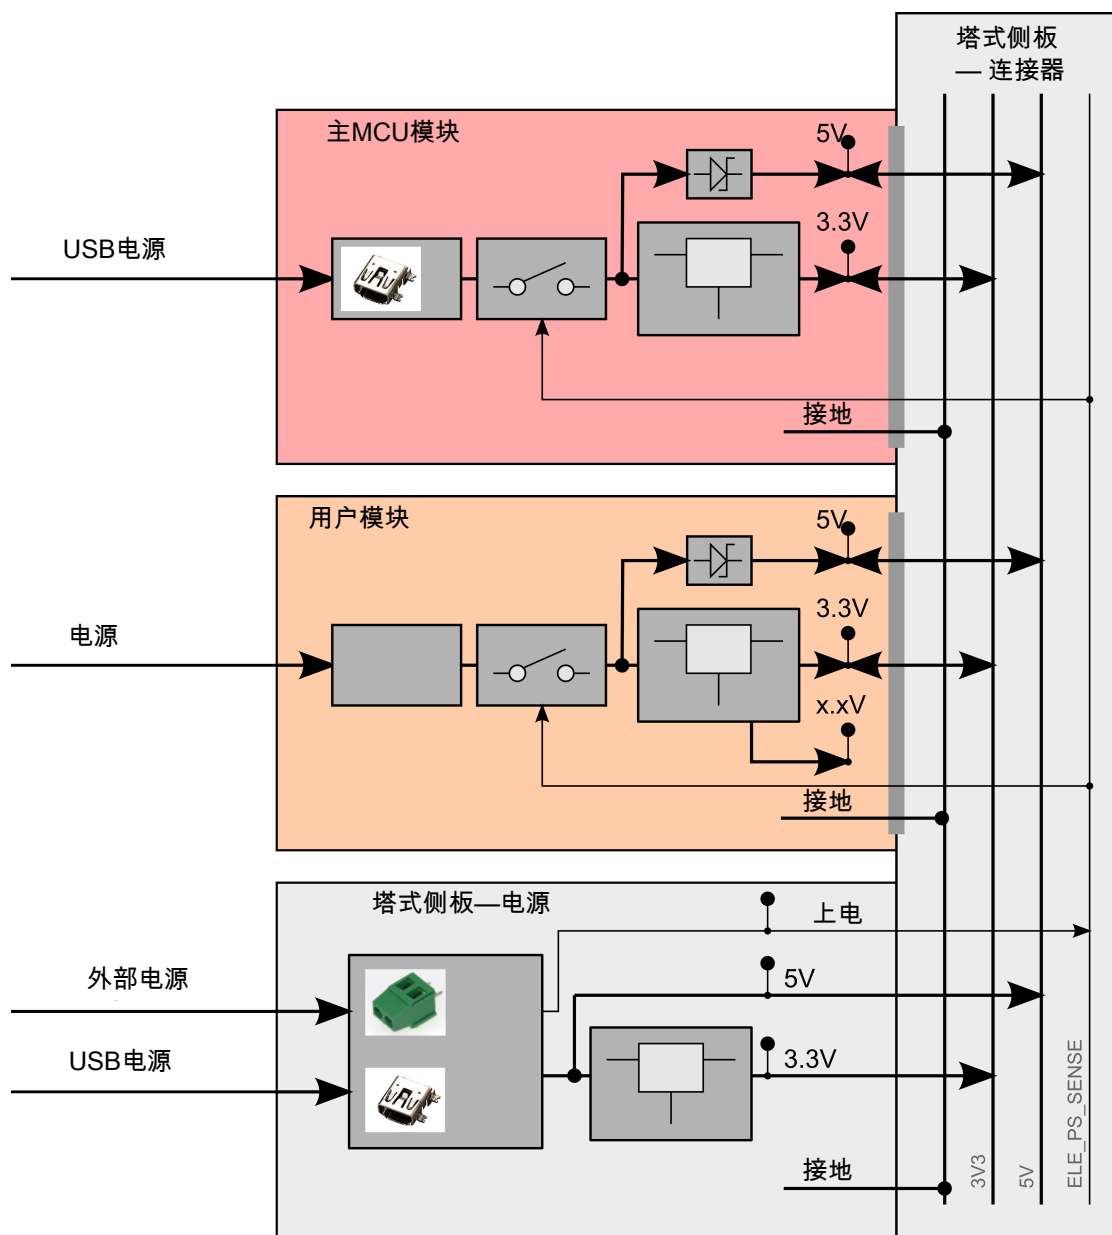 塔式侧板
— 连接器
主MCU模块
5V
3.3V
USB电源
接地
用户模块
5V
3.3V
电源
x.xV
接地
塔式侧板—电源
上电
外部电源
5V
USB电源
3.3V
接地
3V3
5V
ELE_PS_SENSE